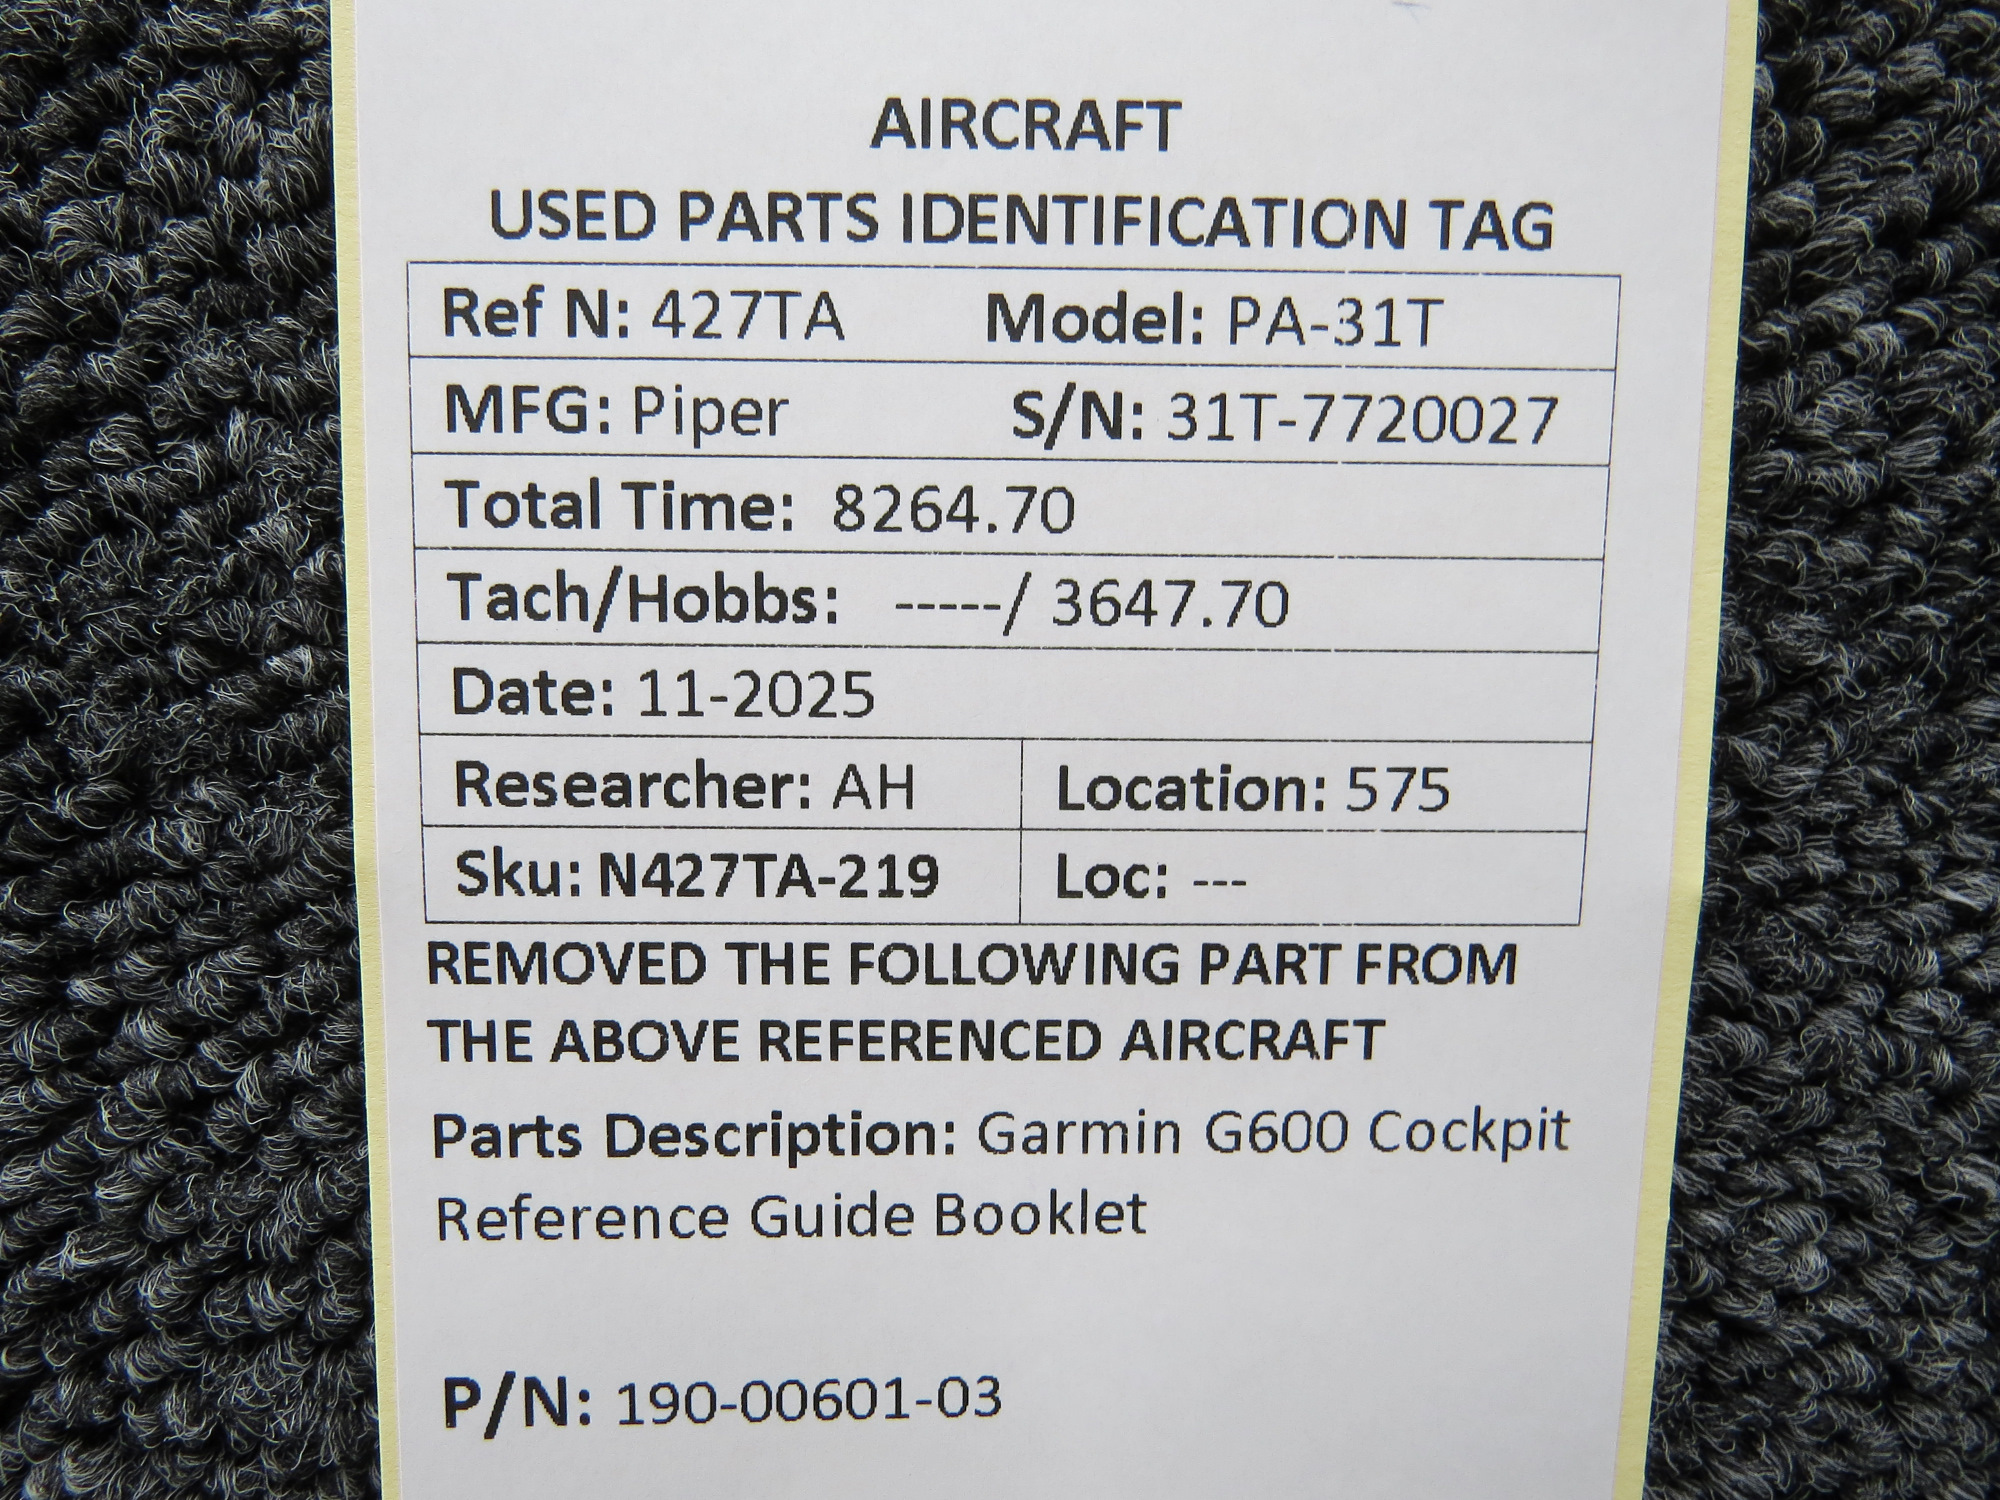 AIRCRAFT
USED PARTS IDENTIFICATION TAG
Ref N: 427TA Model: PA-31T
MFG: Piper S/N: 31T-7720027
Total Time: 8264.70
Tach/Hobbs: -----/ 3647.70
Date: 11-2025
Researcher: AH Location: 575
Sku: N427TA-219 Loc: ---
REMOVED THE FOLLOWING PART FROM
THE ABOVE REFERENCED AIRCRAFT
Parts Description: Garmin G600 Cockpit
Reference Guide Booklet
P/N: 190-00601-03